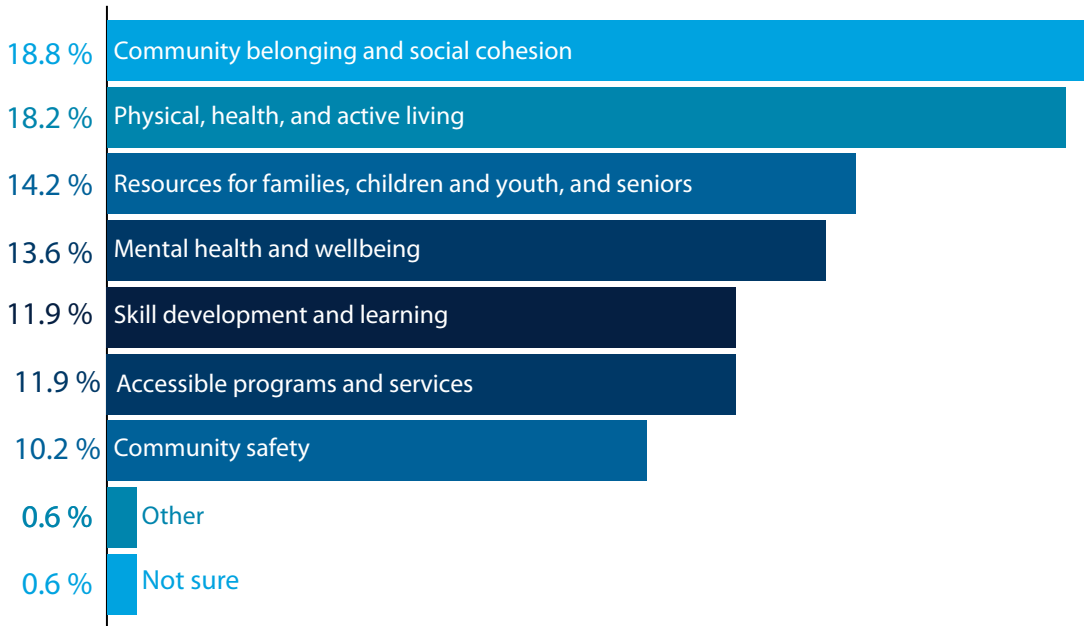 18.8 % Community belonging and social cohesion
18.2 % Physical, health, and active living
14.2 % Resources for families, children and youth, and seniors
13.6 % Mental health and wellbeing
11.9 % Skill development and learning
11.9 % Accessible programs and services
10.2 % Community safety
0.6 % Other
0.6 % Not sure